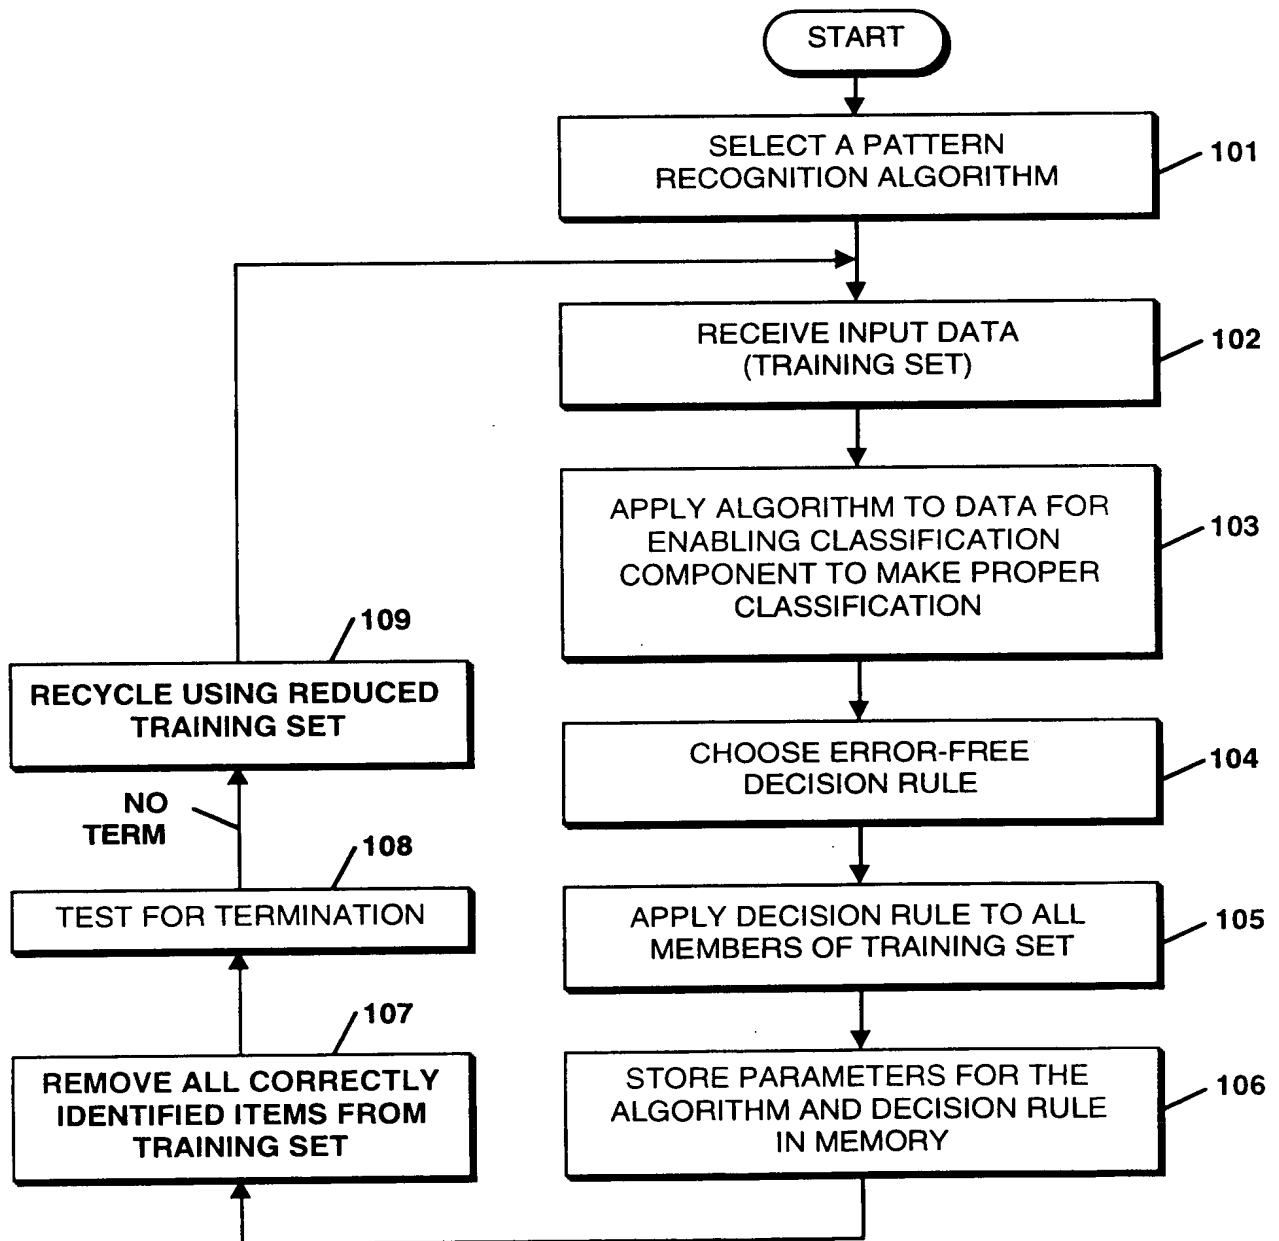 START
SELECT A PATTERN
RECOGNITION ALGORITHM
101
RECEIVE INPUT DATA
(TRAINING SET)
102
APPLY ALGORITHM TO DATA FOR
ENABLING CLASSIFICATION
COMPONENT TO MAKE PROPER
CLASSIFICATION
103
CHOOSE ERROR-FREE
DECISION RULE
104
APPLY DECISION RULE TO ALL
MEMBERS OF TRAINING SET
105
STORE PARAMETERS FOR THE
ALGORITHM AND DECISION RULE
IN MEMORY
106
107
REMOVE ALL CORRECTLY
IDENTIFIED ITEMS FROM
TRAINING SET
108
TEST FOR TERMINATION
NO
TERM
109
RECYCLE USING REDUCED
TRAINING SET